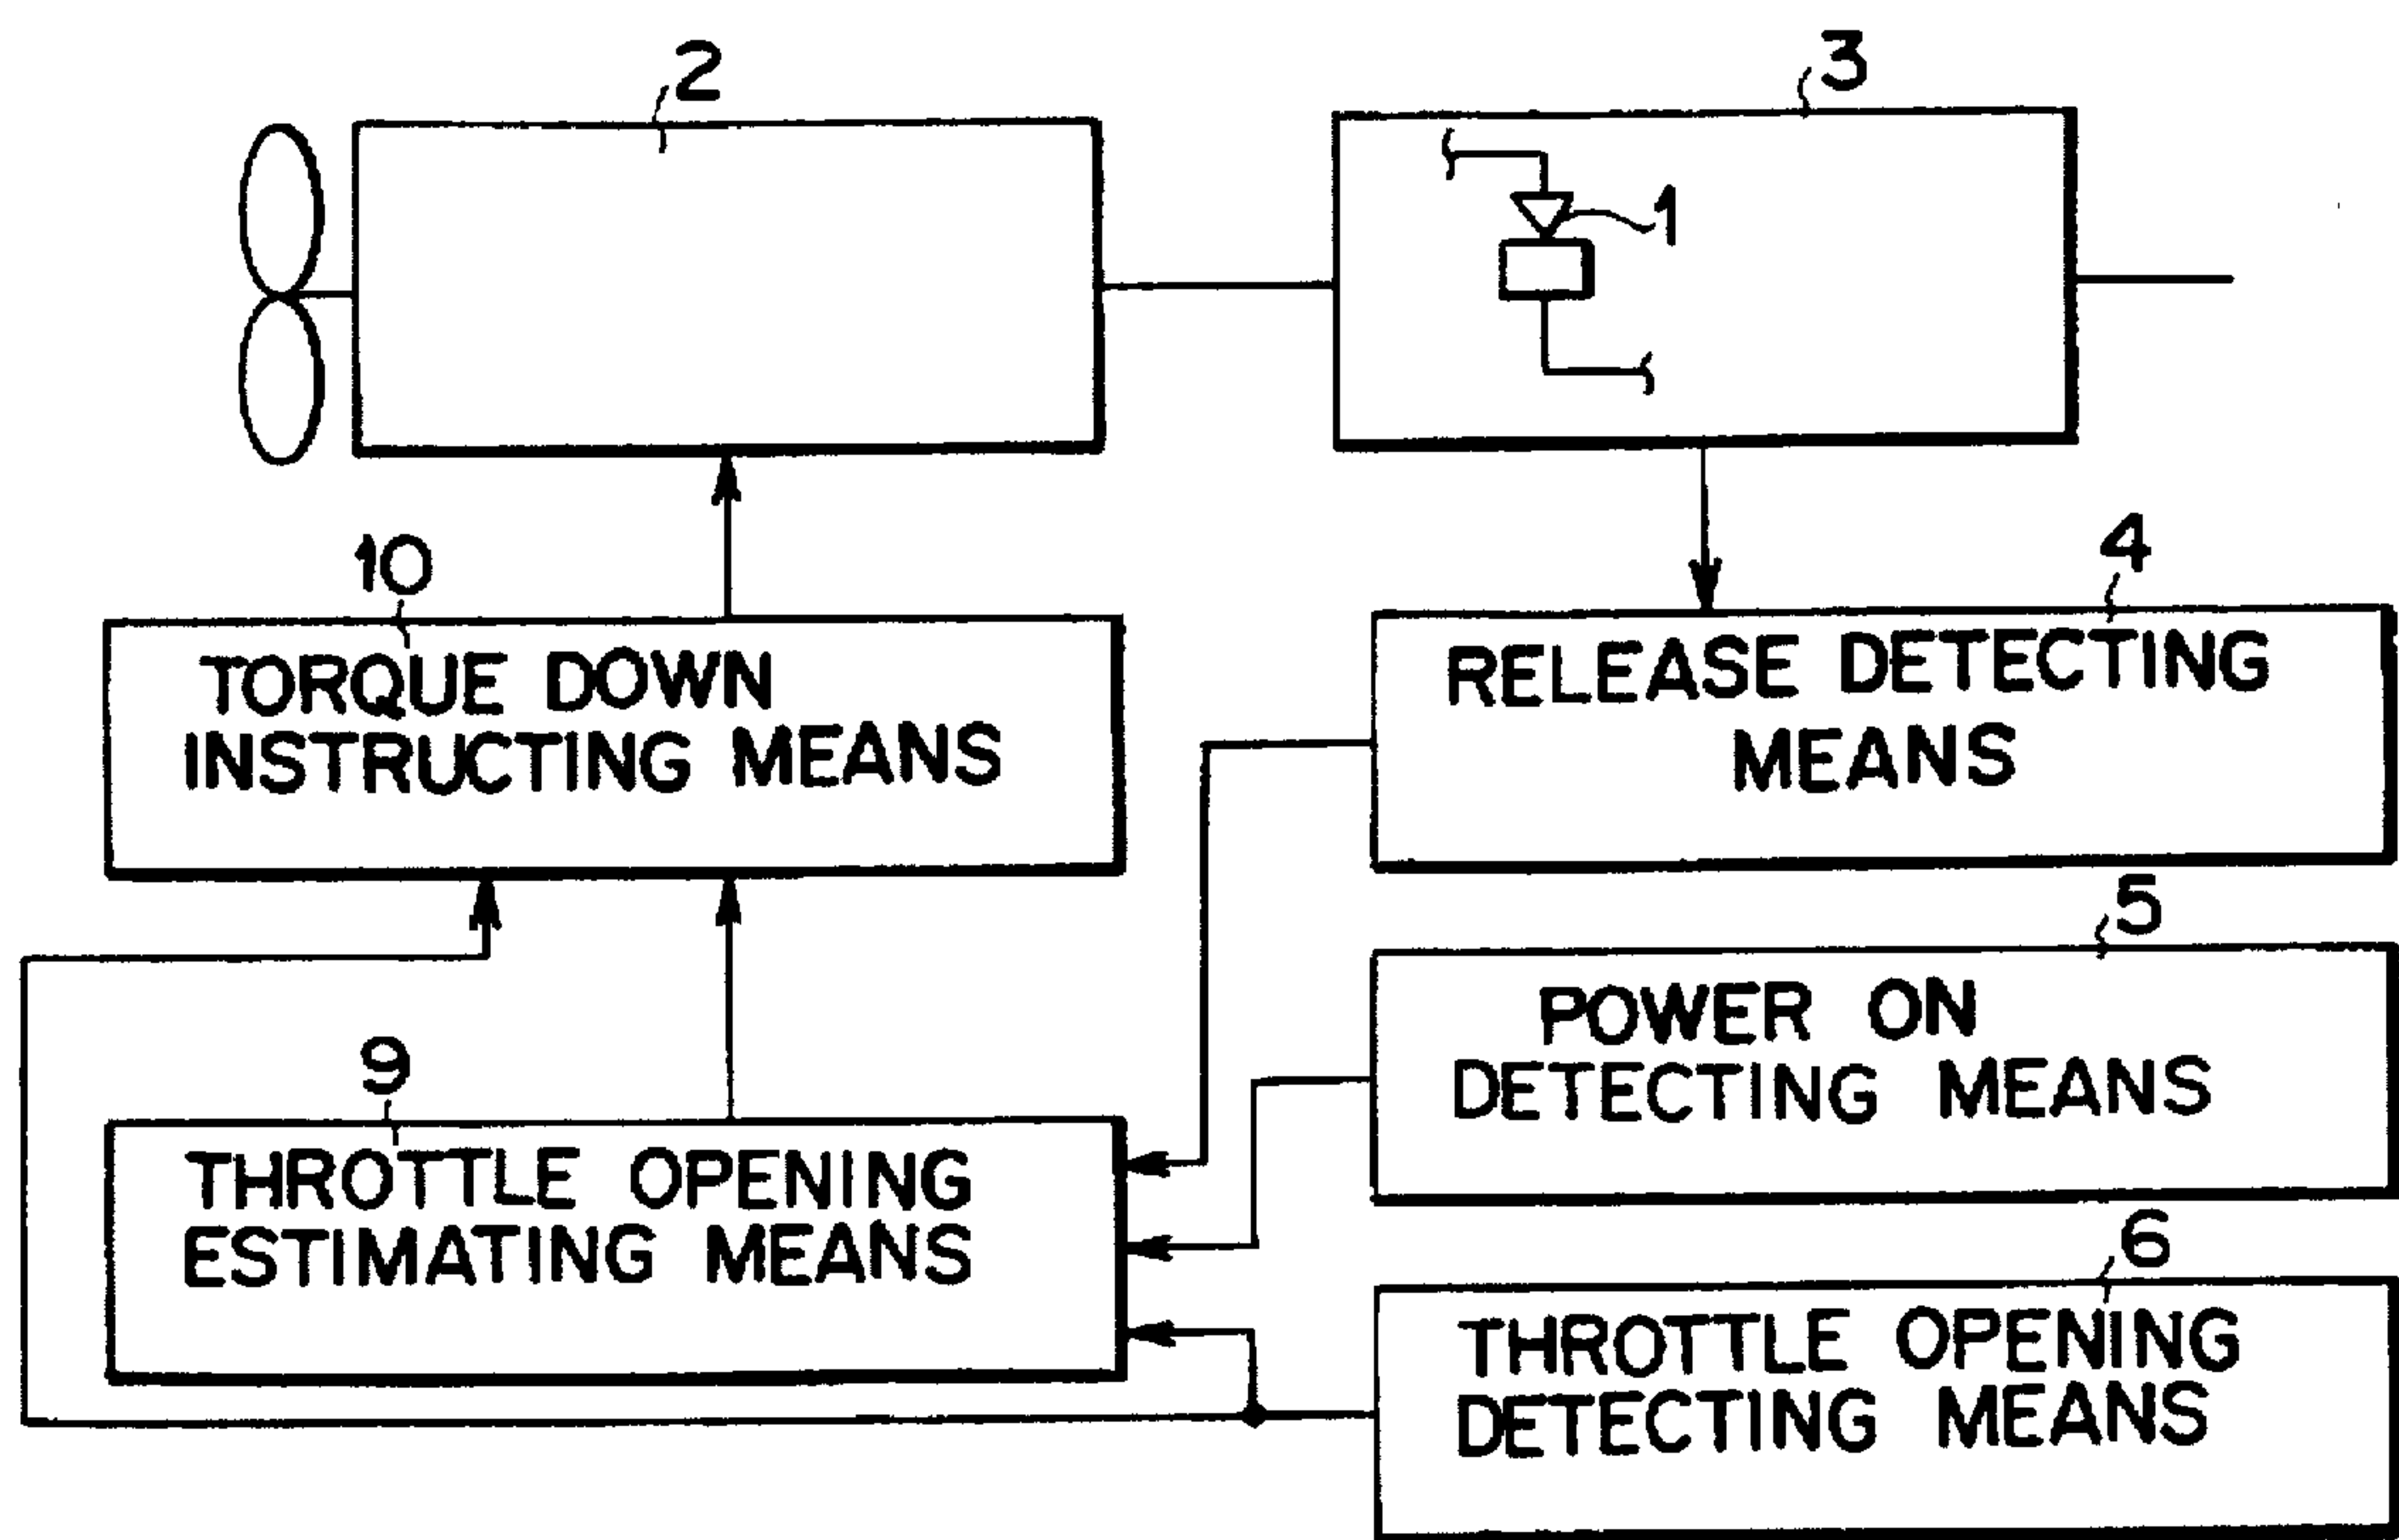 2
3
1
10
TORQUE DOWN
INSTRUCTING MEANS
4
RELEASE DETECTING
MEANS
5
POWER ON
DETECTING MEANS
9
THROTTLE OPENING
ESTIMATING MEANS
6
THROTTLE OPENING
DETECTING MEANS